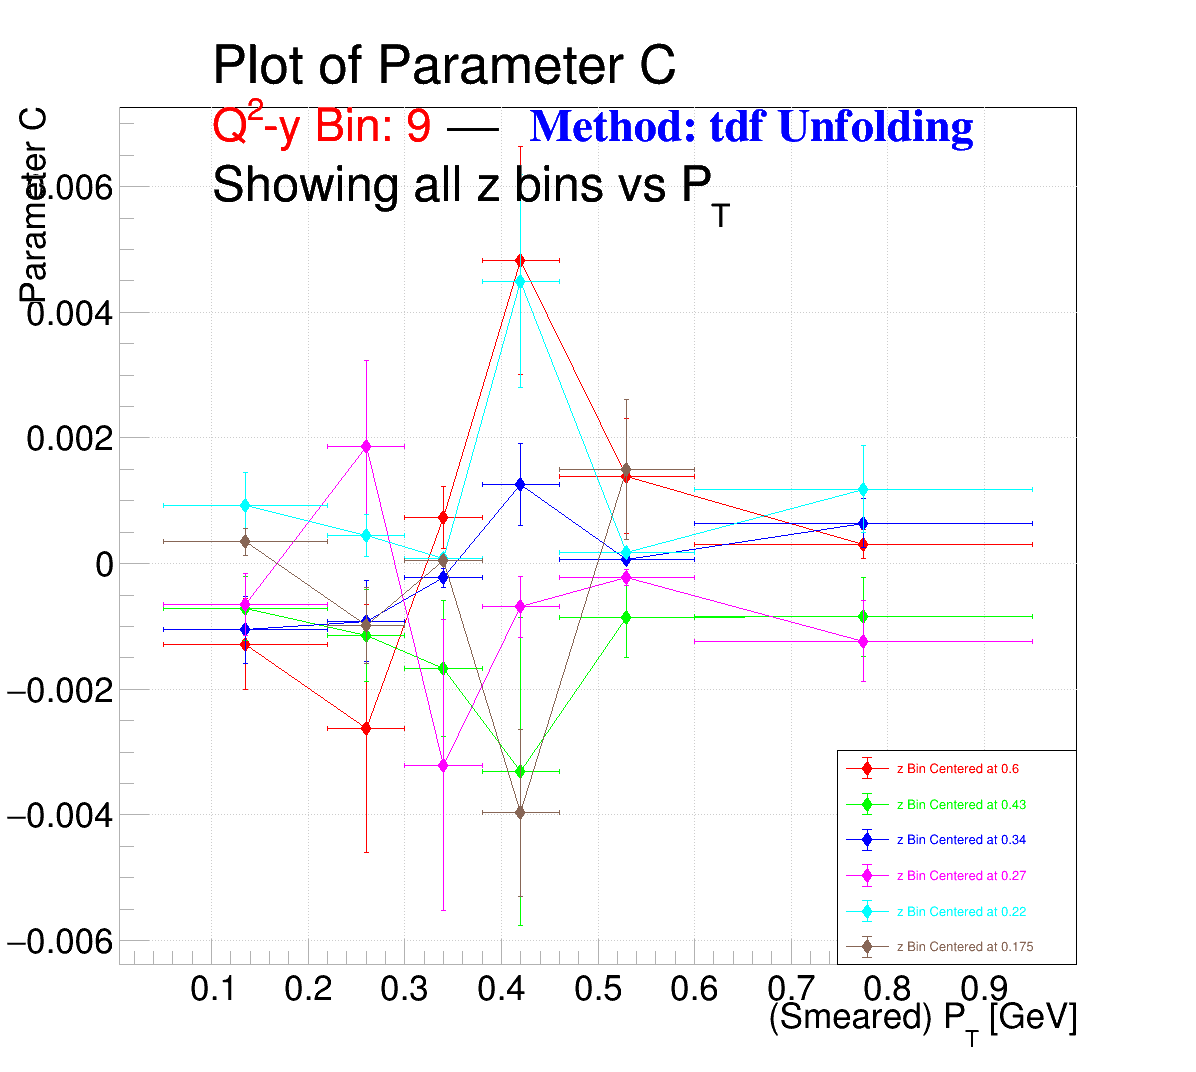 Plot of Parameter C
Q²-y Bin: 9 — Method: tdf Unfolding
Showing all z bins vs P_T
Parameter C
0.006
0.004
0.002
0
−0.002
−0.004
−0.006
z Bin Centered at 0.6
z Bin Centered at 0.43
z Bin Centered at 0.34
z Bin Centered at 0.27
z Bin Centered at 0.22
z Bin Centered at 0.175
0.1 0.2 0.3 0.4 0.5 0.6 0.7 0.8 0.9
(Smeared) P_T [GeV]